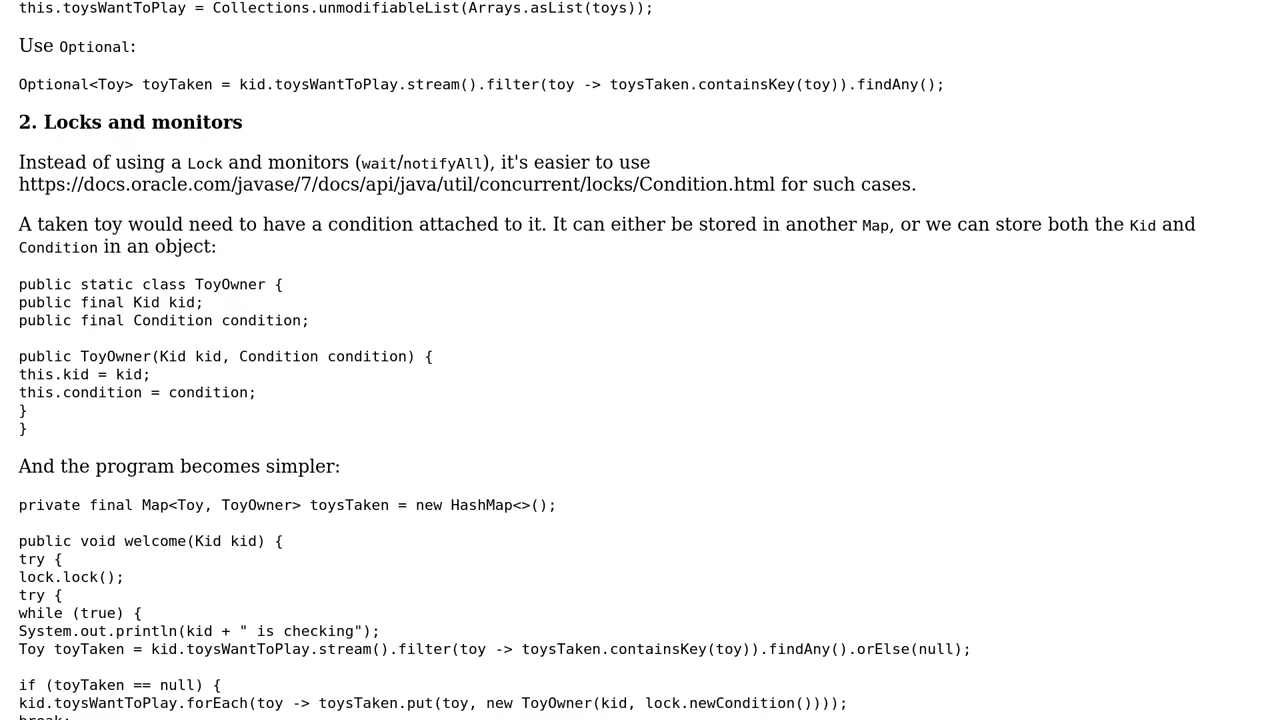 this.toysWantToPlay = Collections.unmodifiableList(Arrays.asList(toys));
Use Optional:
Optional<Toy> toyTaken = kid.toysWantToPlay.stream().filter(toy -> toysTaken.containsKey(toy)).findAny();
2. Locks and monitors
Instead of using a Lock and monitors (wait/notifyAll), it's easier to use
https://docs.oracle.com/javase/7/docs/api/java/util/concurrent/locks/Condition.html for such cases.
A taken toy would need to have a condition attached to it. It can either be stored in another Map, or we can store both the Kid and
Condition in an object:
public static class ToyOwner {
public final Kid kid;
public final Condition condition;
public ToyOwner(Kid kid, Condition condition) {
this.kid = kid;
this.condition = condition;
}
}
And the program becomes simpler:
private final Map<Toy, ToyOwner> toysTaken = new HashMap<>();
public void welcome(Kid kid) {
try {
lock.lock();
try {
while (true) {
System.out.println(kid + " is checking");
Toy toyTaken = kid.toysWantToPlay.stream().filter(toy -> toysTaken.containsKey(toy)).findAny().orElse(null);
if (toyTaken == null) {
kid.toysWantToPlay.forEach(toy -> toysTaken.put(toy, new ToyOwner(kid, lock.newCondition())));
break;